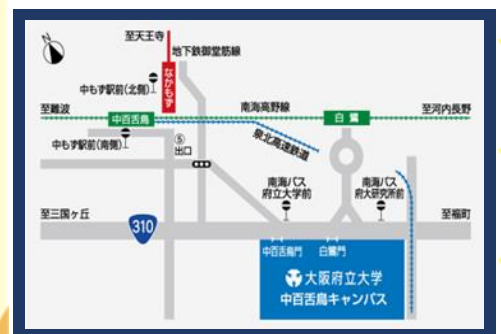 N
至天王寺
地下鉄御堂筋線
なかもず
中もず駅前(北側)
至難波
中百舌鳥
南海高野線
白鷺
至河内長野
中もず駅前(南側)
⑤
出口
泉北高速鉄道
南海バス
府立大学前
南海バス
府大研究所前
至三国ヶ丘
310
至福町
中百舌鳥門
白鷺門
大阪府立大学
中百舌鳥キャンパス